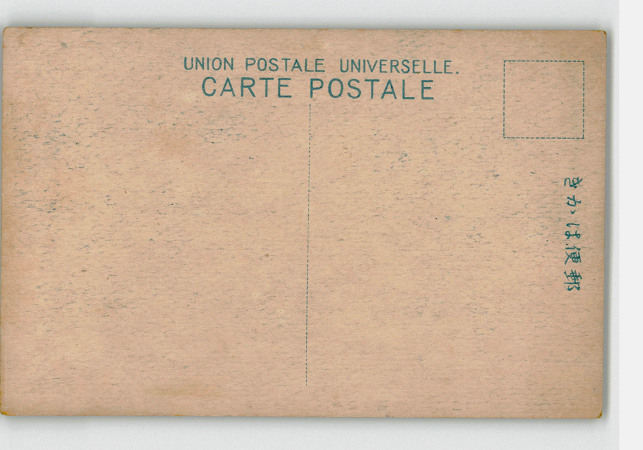 UNION POSTALE UNIVERSELLE.
CARTE POSTALE
郵便はかき